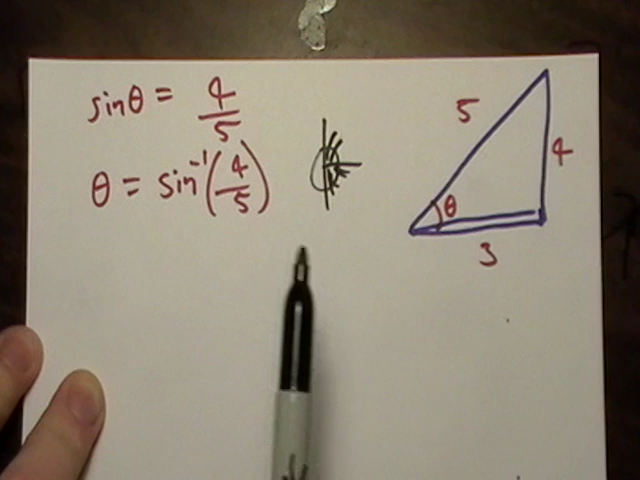 sinθ = 4/5
θ = sin⁻¹(4/5)
5
4
θ
3